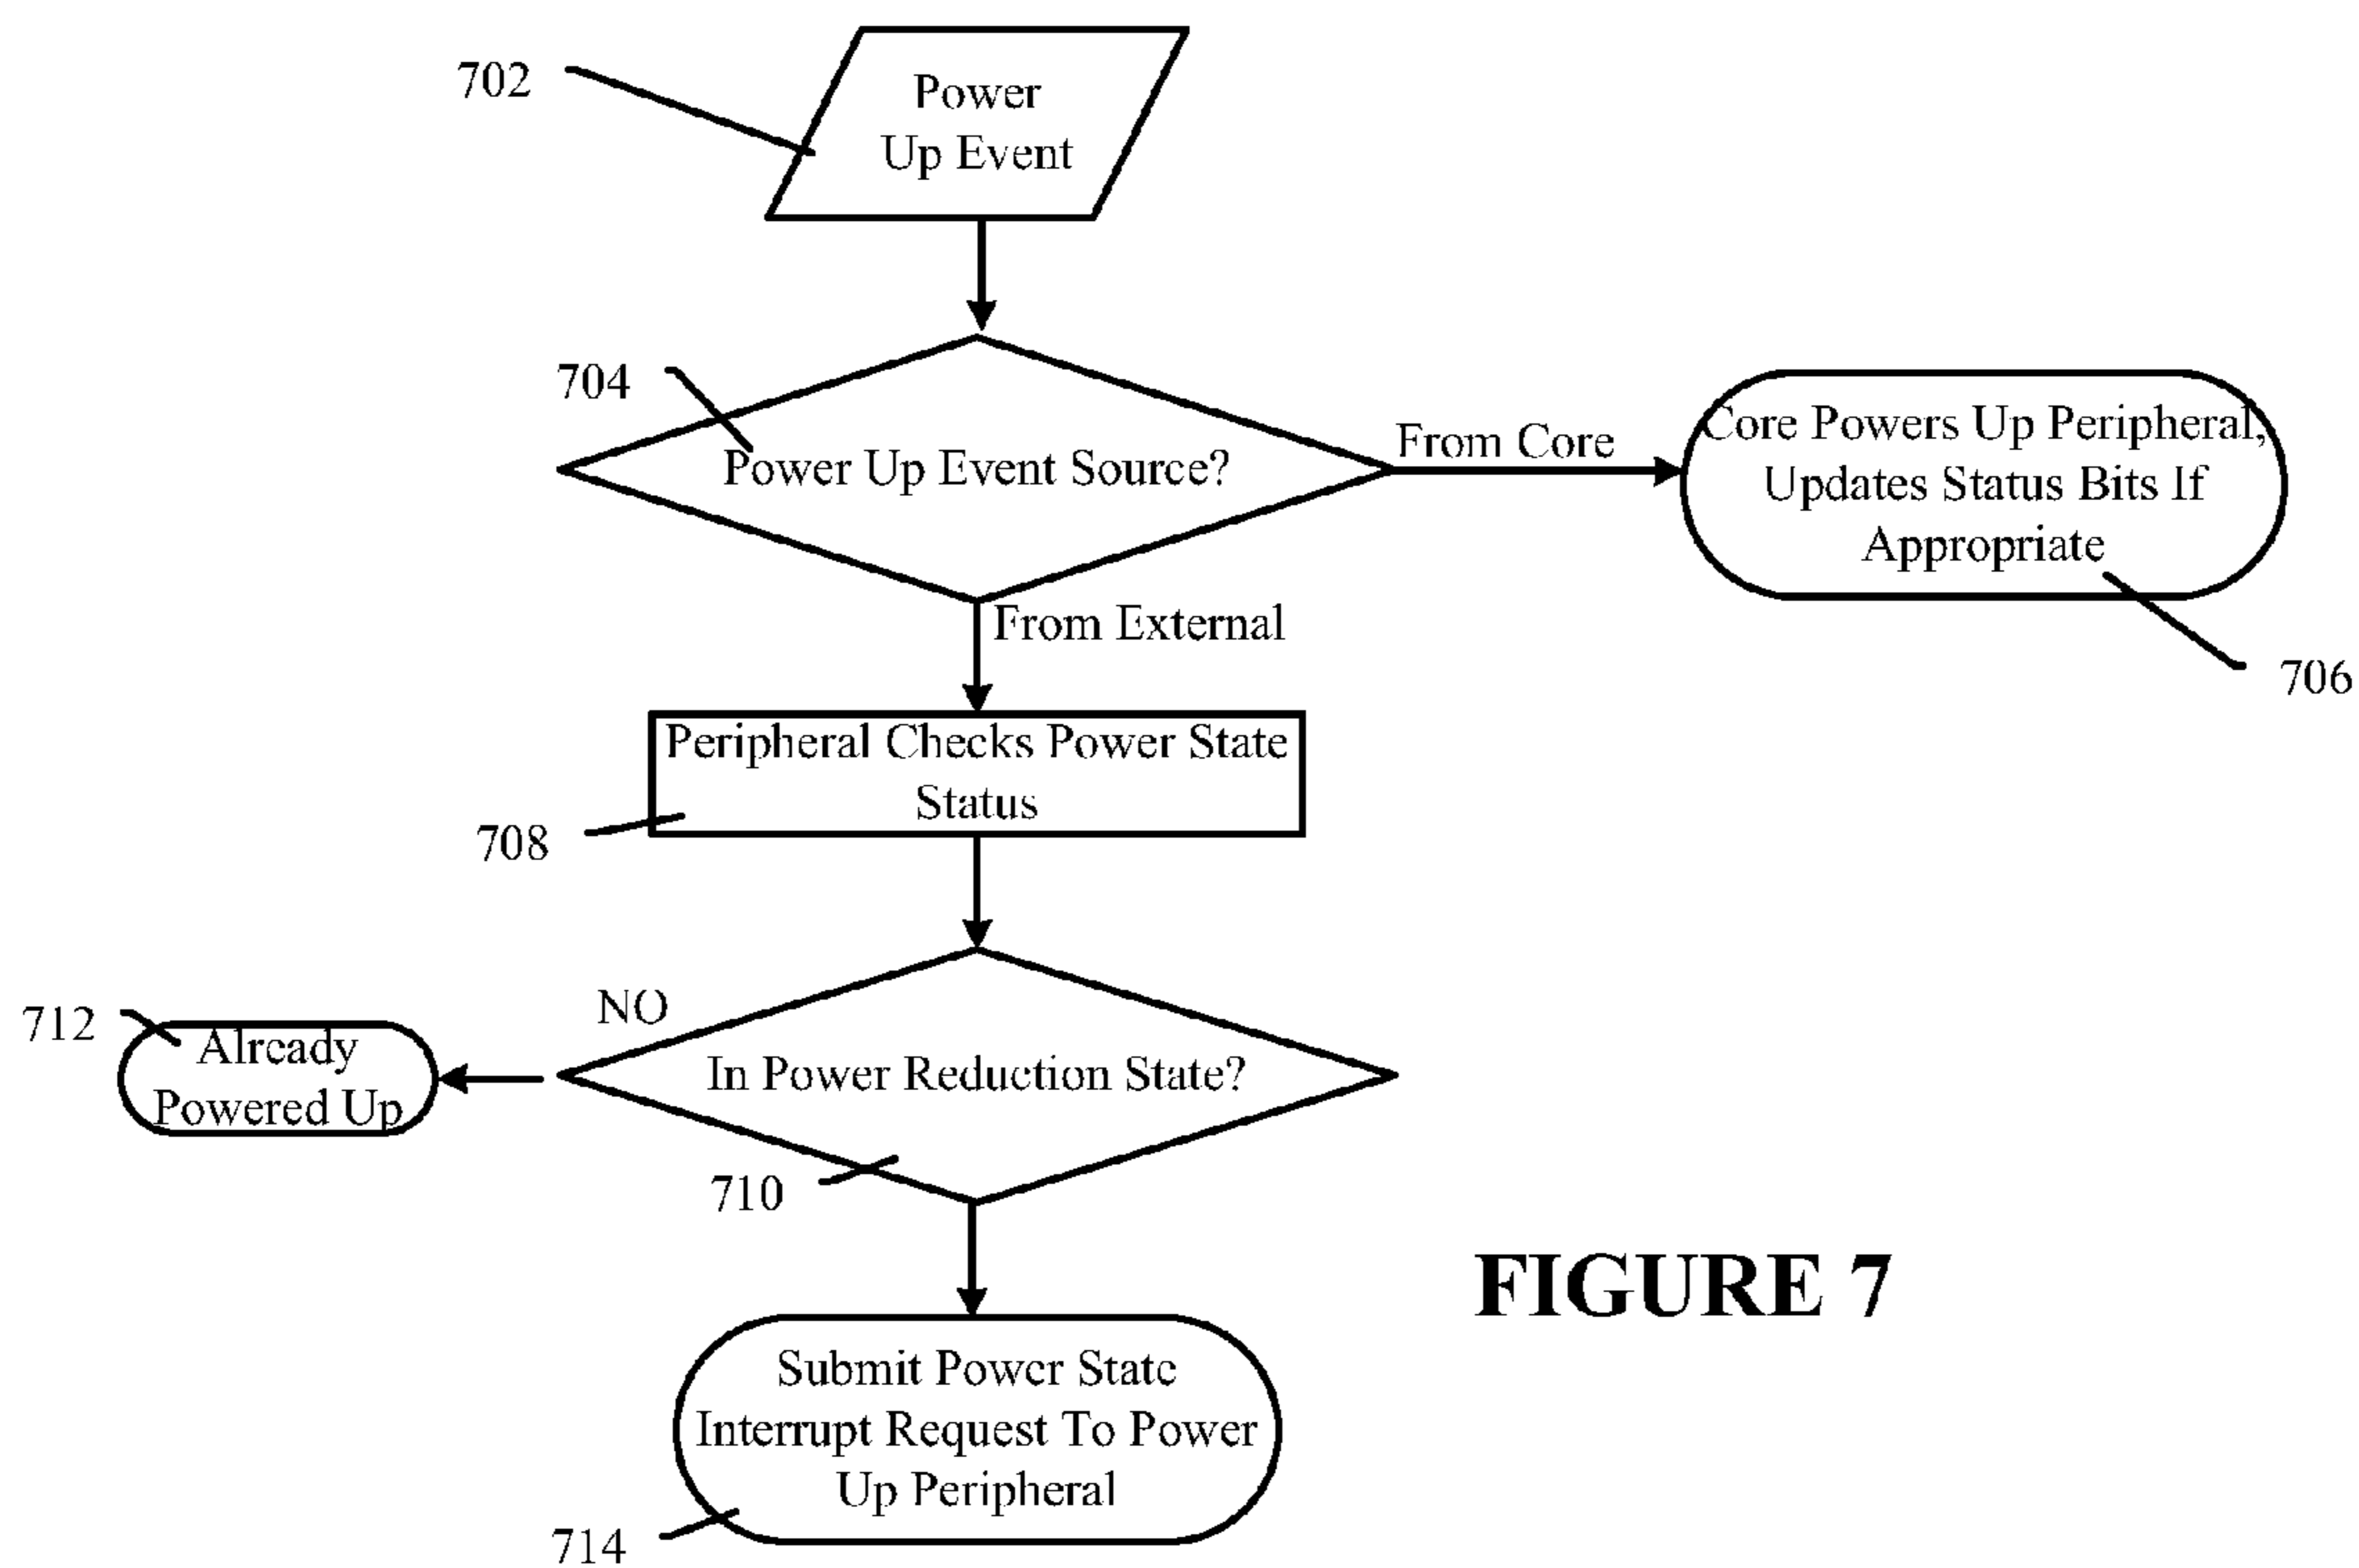 702
Power
Up Event
704
Power Up Event Source?
From Core
Core Powers Up Peripheral,
Updates Status Bits If
Appropriate
706
From External
Peripheral Checks Power State
Status
708
NO
712
Already
Powered Up
In Power Reduction State?
710
FIGURE 7
Submit Power State
Interrupt Request To Power
Up Peripheral
714